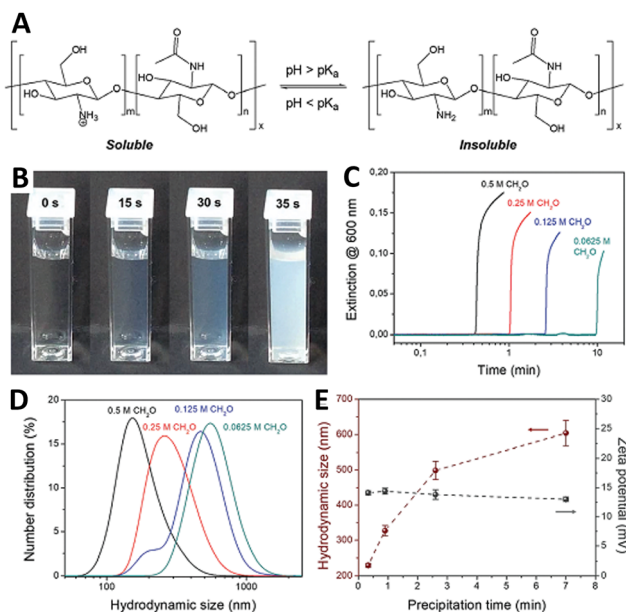 A
OH
O
HO
NH3
+
m
O
NH
HO
O
OH
n
x
Soluble
pH > pKa
pH < pKa
OH
O
HO
NH2
m
O
NH
HO
O
OH
n
x
Insoluble
B
0 s
15 s
30 s
35 s
C
Extinction @ 600 nm
0,20
0,15
0,10
0,05
0,00
0.5 M CH2O
0.25 M CH2O
0.125 M CH2O
0.0625 M
CH2O
0,1
1
10
Time (min)
D
Number distribution (%)
20
15
10
5
0
0.5 M CH2O
0.25 M CH2O
0.125 M CH2O
0.0625 M CH2O
100
1000
Hydrodynamic size (nm)
E
Hydrodynamic size (nm)
700
600
500
400
300
200
0 1 2 3 4 5 6 7 8
Precipitation time (min)
30
25
20
15
10
5
0
Zeta potential (mV)